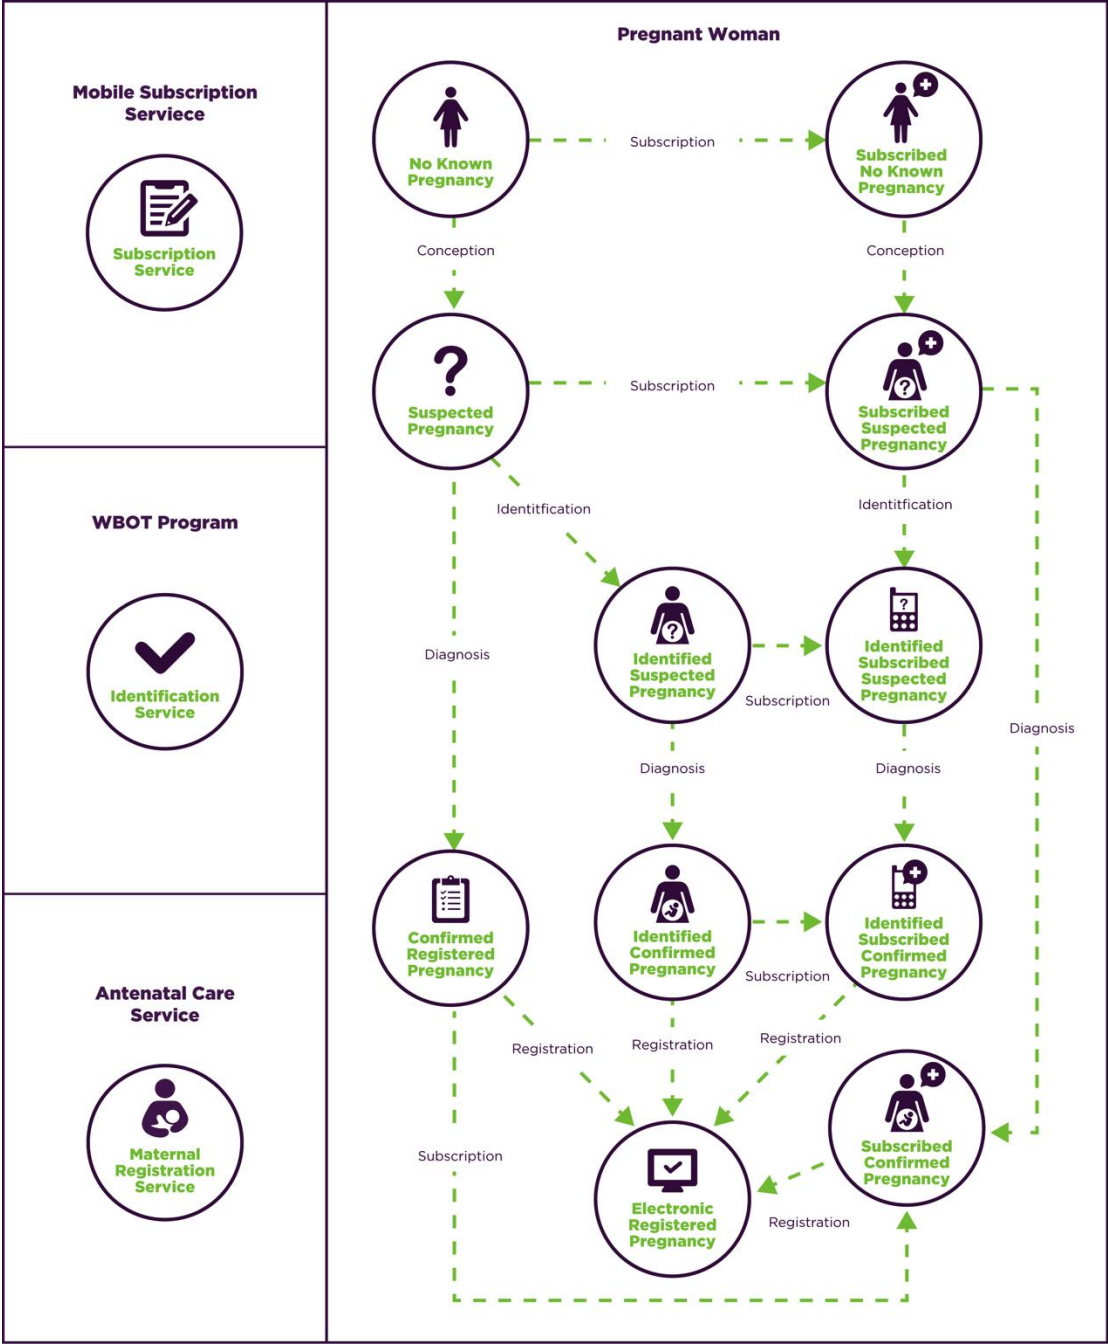 Mobile Subscription
Serviece
Subscription
Service
WBOT Program
Identification
Service
Antenatal Care
Service
Maternal
Registration
Service
Pregnant Woman
No Known
Pregnancy
Subscription
Subscribed
No Known
Pregnancy
Conception
Conception
?
Suspected
Pregnancy
Subscription
?
Subscribed
Suspected
Pregnancy
Identitfication
Identitfication
Diagnosis
?
Identified
Suspected
Pregnancy
Subscription
?
Identified
Subscribed
Suspected
Pregnancy
Diagnosis
Diagnosis
Diagnosis
Confirmed
Registered
Pregnancy
Identified
Confirmed
Pregnancy
Subscription
Identified
Subscribed
Confirmed
Pregnancy
Registration
Registration
Registration
Subscription
Electronic
Registered
Pregnancy
Registration
Subscribed
Confirmed
Pregnancy